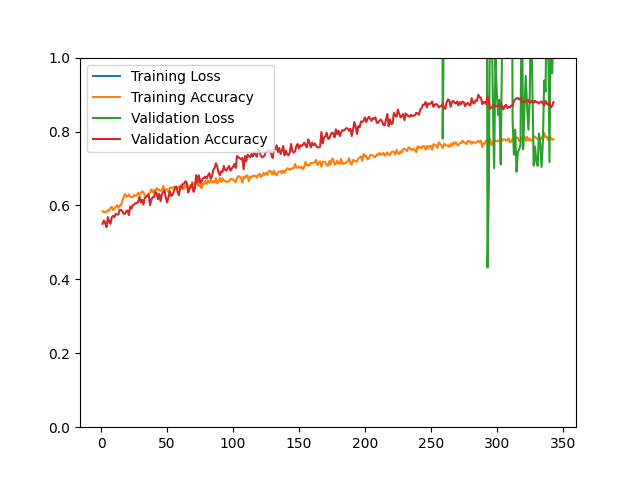 1.0
0.8
0.6
0.4
0.2
0.0
Training Loss
Training Accuracy
Validation Loss
Validation Accuracy
0 50 100 150 200 250 300 350